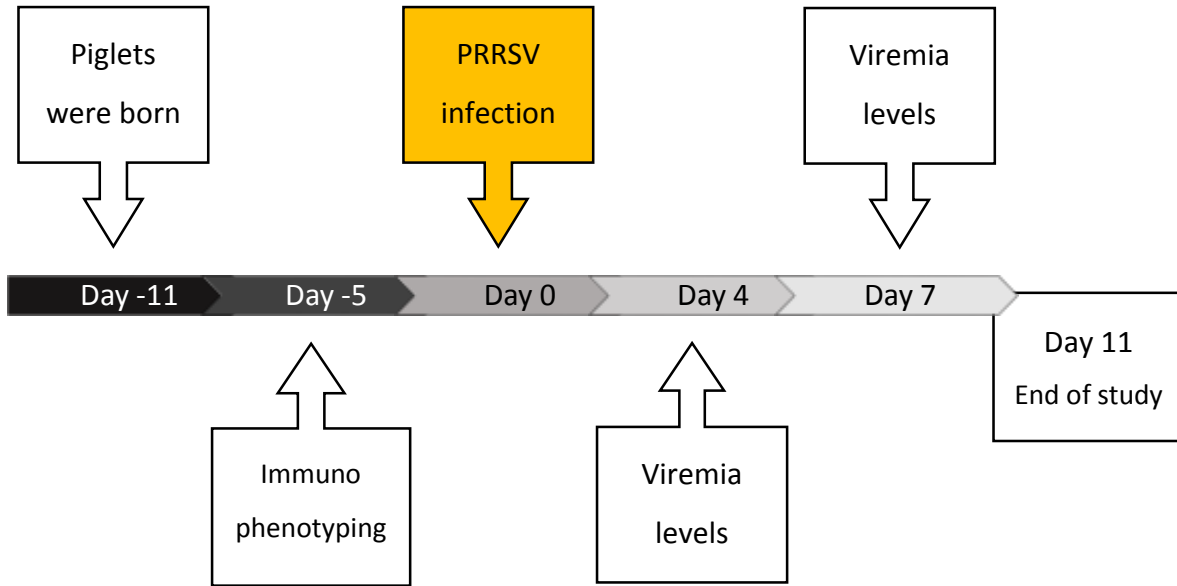 Piglets
were born
PRRSV
infection
Viremia
levels
Day -11
Day -5
Day 0
Day 4
Day 7
Day 11
End of study
Immuno
phenotyping
Viremia
levels